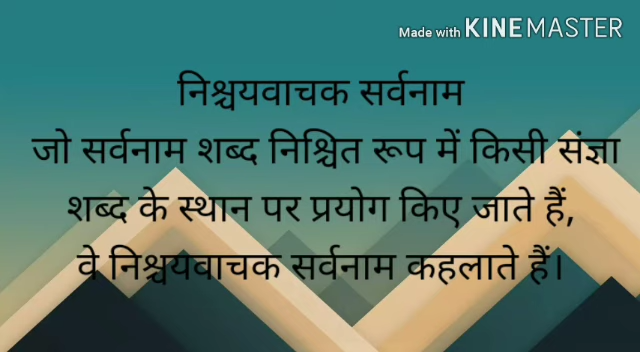 Made with KINEMASTER
निश्चयवाचक सर्वनाम
जो सर्वनाम शब्द निश्चित रूप में किसी संज्ञा
शब्द के स्थान पर प्रयोग किए जाते हैं,
वे निश्चयवाचक सर्वनाम कहलाते हैं।